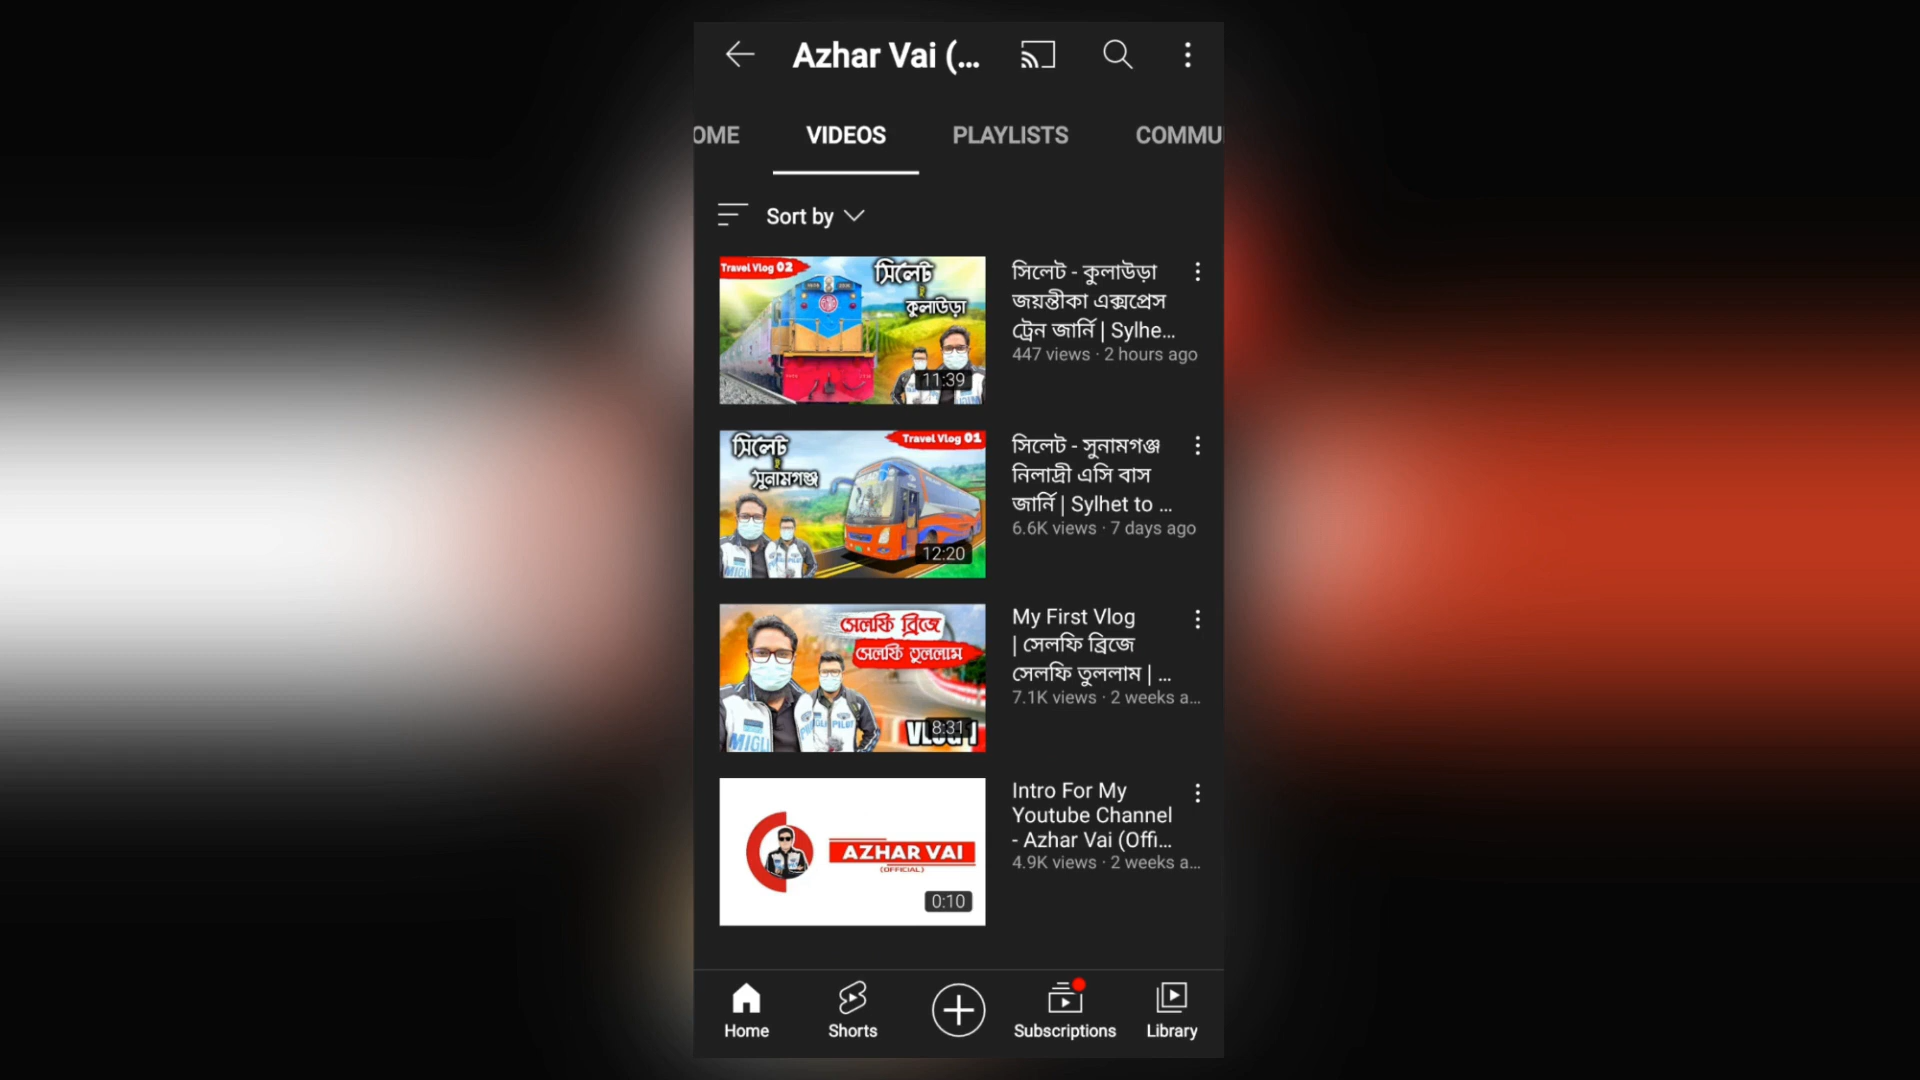 Azhar Vai (...
OME
VIDEOS
PLAYLISTS
COMMU
Sort by
Travel Vlog 02
সিলেট
কুলাউড়া
11:39
সিলেট - কুলাউড়া
জয়ন্তীকা এক্সপ্রেস
ট্রেন জার্নি | Sylhe...
447 views · 2 hours ago
সিলেট
সুনামগঞ্জ
Travel Vlog 01
MIGLI
12:20
সিলেট - সুনামগঞ্জ
নিলাদ্রী এসি বাস
জার্নি | Sylhet to ...
6.6K views · 7 days ago
সেলফি ব্রিজে
সেলফি তুললাম
MIGLI
8:31
My First Vlog
| সেলফি ব্রিজে
সেলফি তুললাম | ...
7.1K views · 2 weeks a...
AZHAR VAI
(OFFICIAL)
0:10
Intro For My
Youtube Channel
- Azhar Vai (Offi...
4.9K views · 2 weeks a...
Home
Shorts
Subscriptions
Library